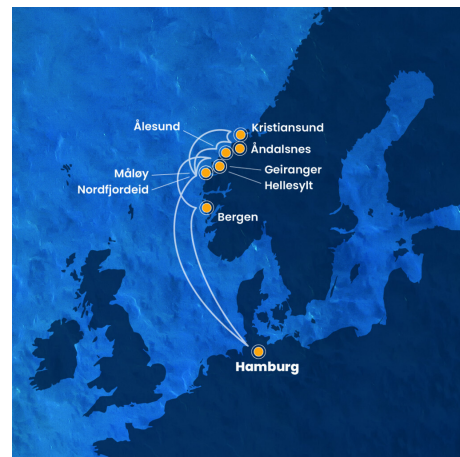 Ålesund
Kristiansund
Åndalsnes
Måløy
Nordfjordeid
Geiranger
Hellesylt
Bergen
Hamburg